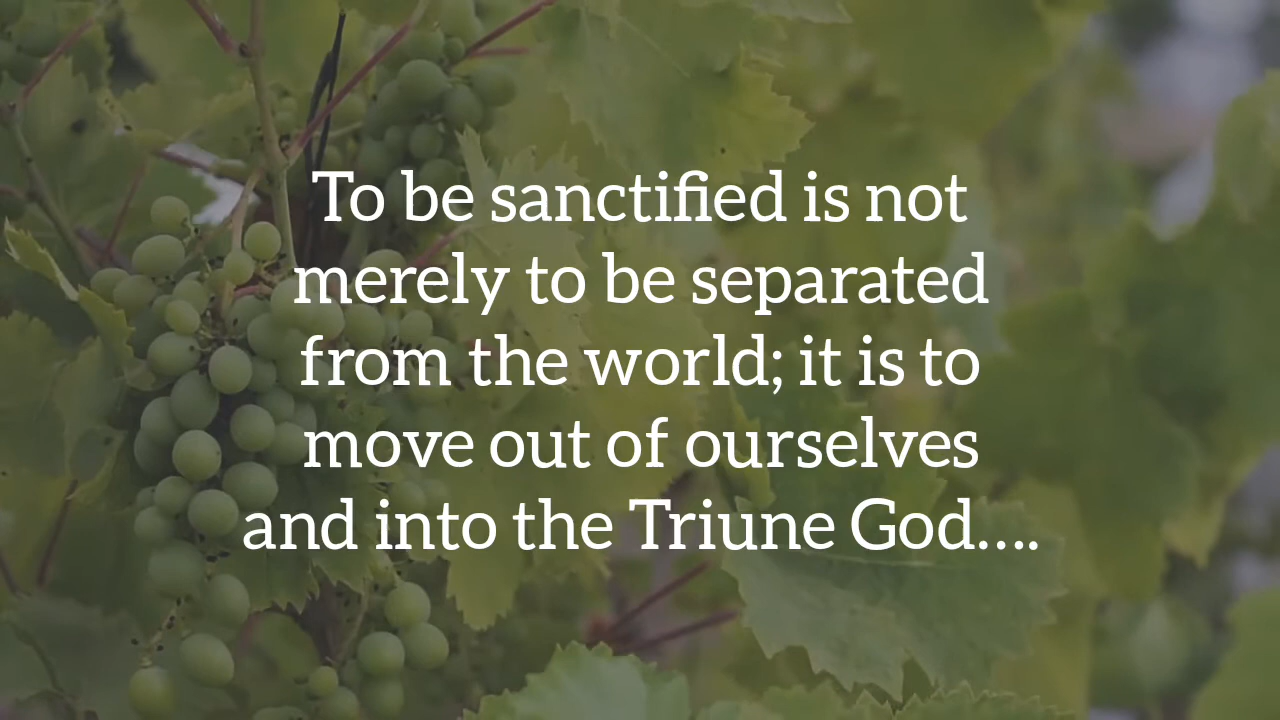 To be sanctified is not
merely to be separated
from the world; it is to
move out of ourselves
and into the Triune God....